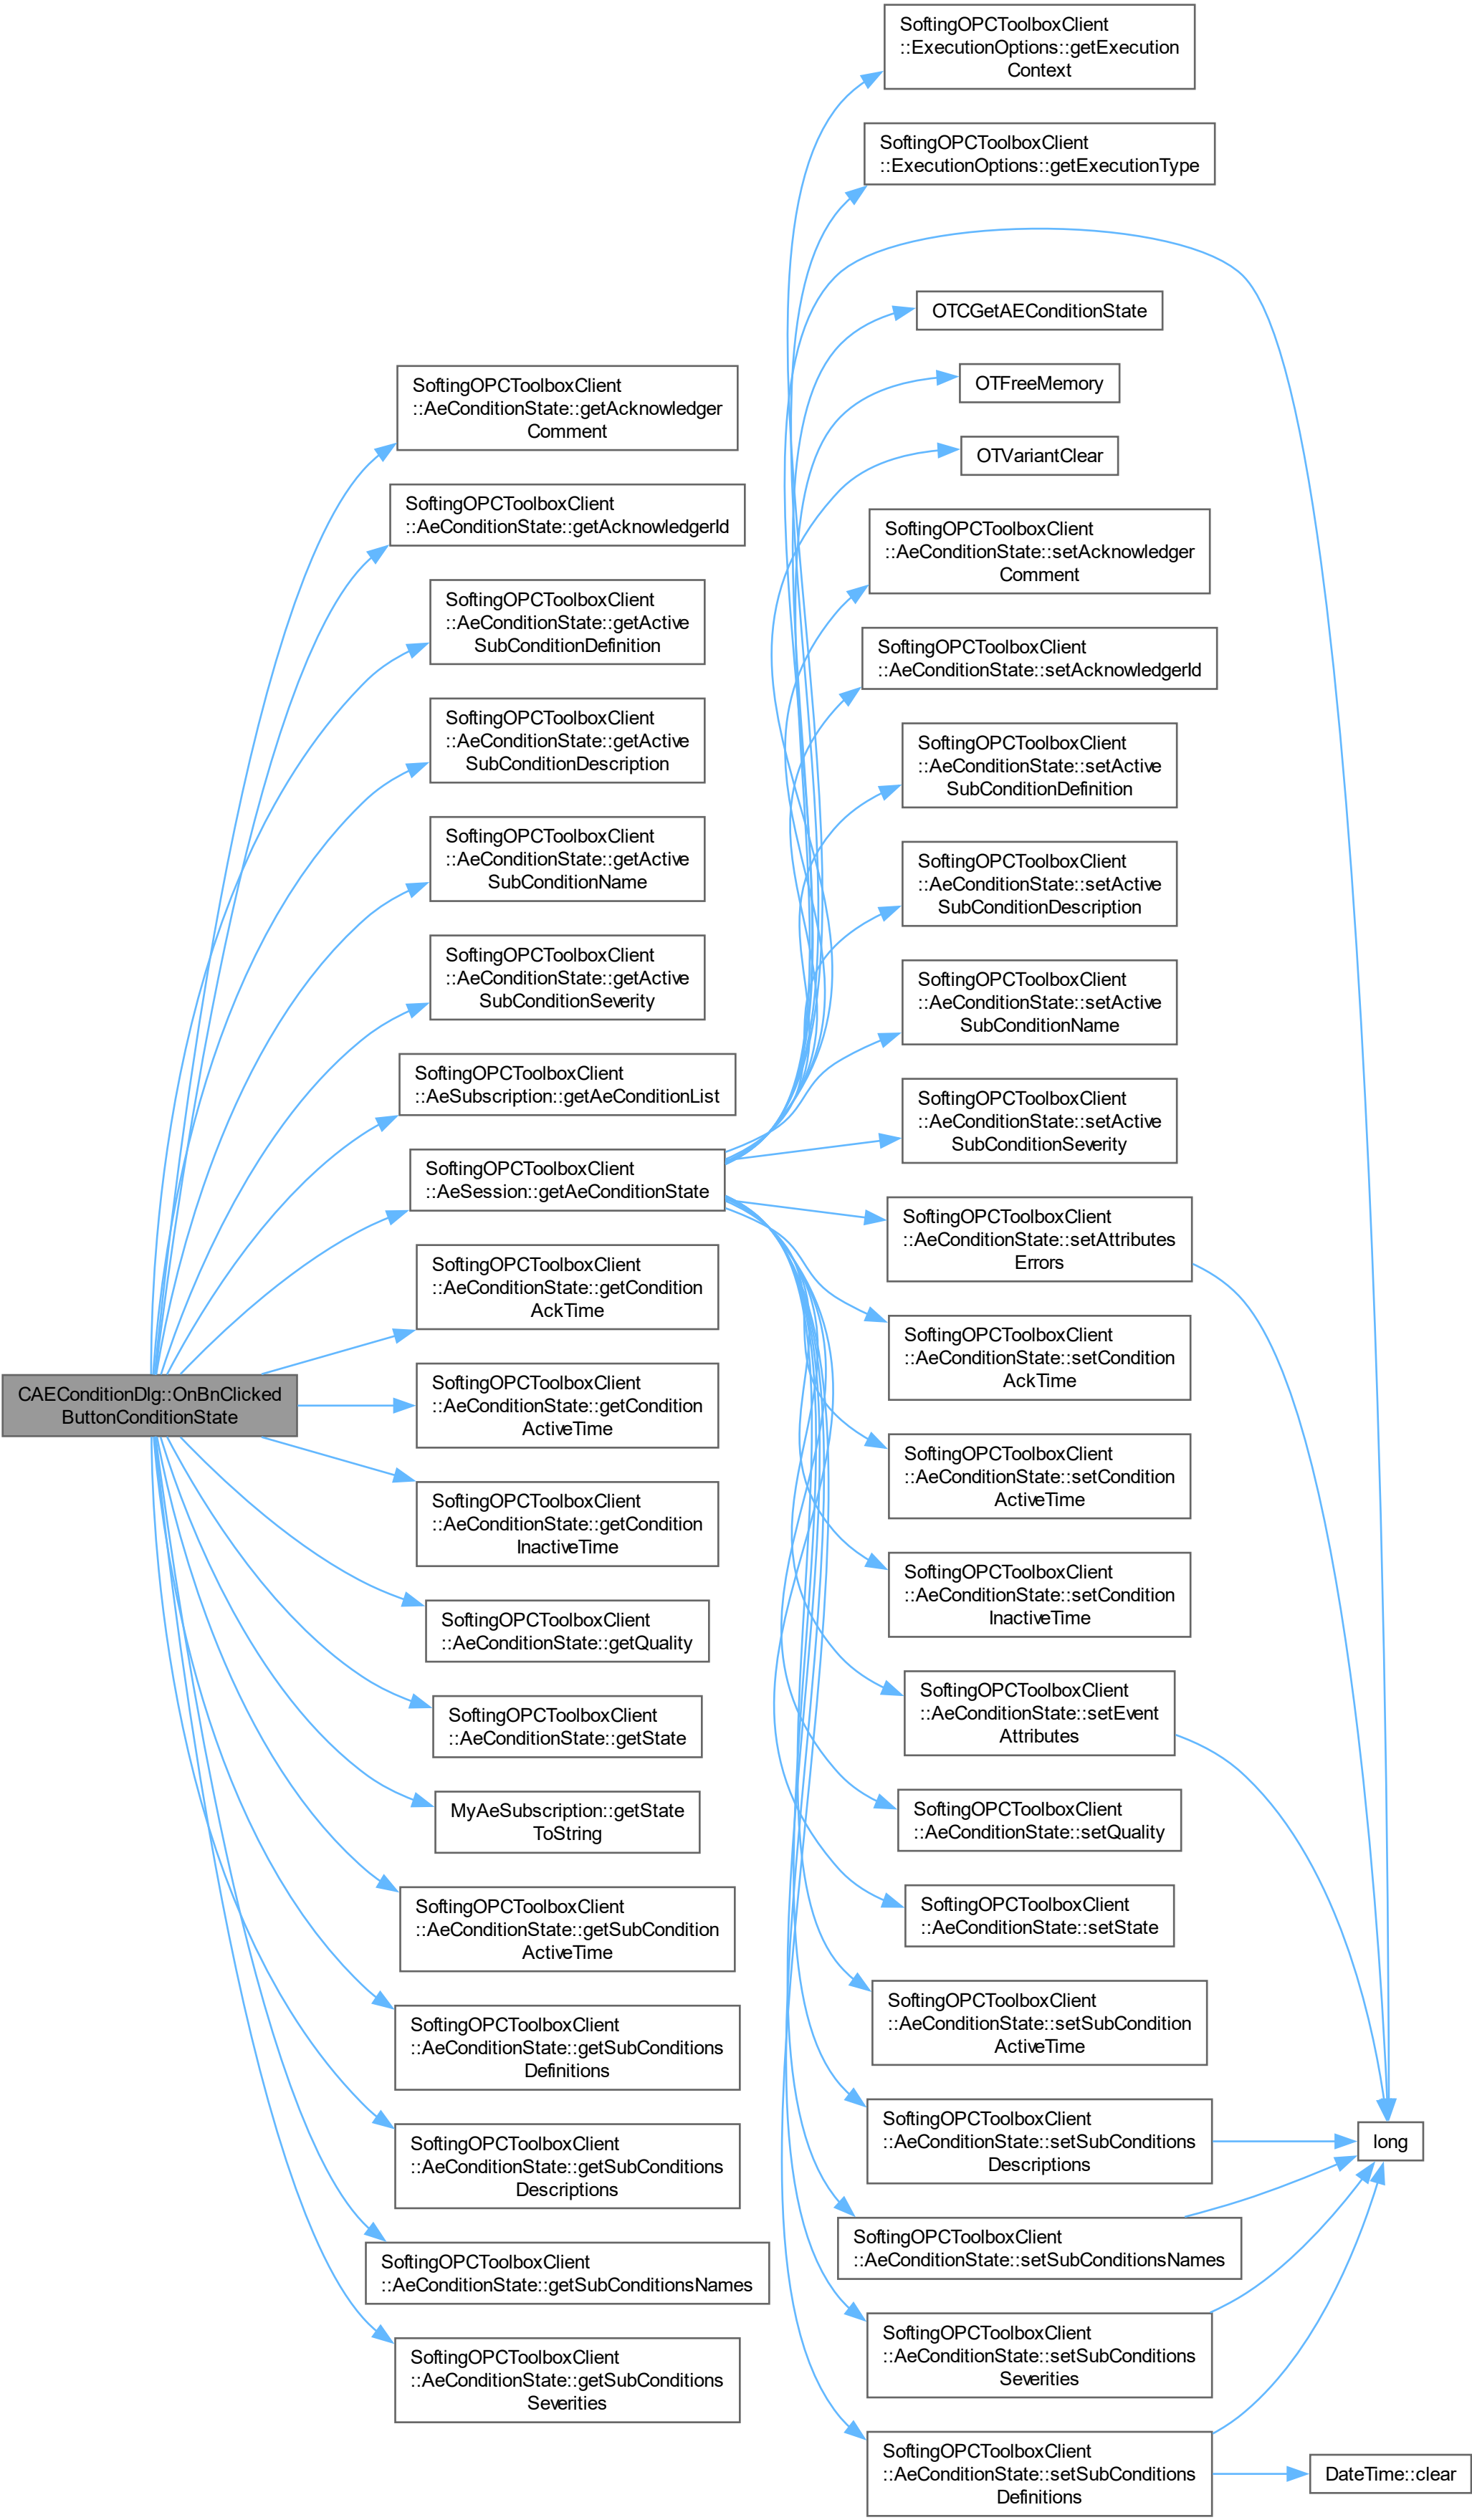 CAEConditionDlg::OnBnClicked
ButtonConditionState
SoftingOPCToolboxClient
::AeConditionState::getAcknowledger
Comment
SoftingOPCToolboxClient
::AeConditionState::getAcknowledgerId
SoftingOPCToolboxClient
::AeConditionState::getActive
SubConditionDefinition
SoftingOPCToolboxClient
::AeConditionState::getActive
SubConditionDescription
SoftingOPCToolboxClient
::AeConditionState::getActive
SubConditionName
SoftingOPCToolboxClient
::AeConditionState::getActive
SubConditionSeverity
SoftingOPCToolboxClient
::AeSubscription::getAeConditionList
SoftingOPCToolboxClient
::AeSession::getAeConditionState
SoftingOPCToolboxClient
::AeConditionState::getCondition
AckTime
SoftingOPCToolboxClient
::AeConditionState::getCondition
ActiveTime
SoftingOPCToolboxClient
::AeConditionState::getCondition
InactiveTime
SoftingOPCToolboxClient
::AeConditionState::getQuality
SoftingOPCToolboxClient
::AeConditionState::getState
MyAeSubscription::getState
ToString
SoftingOPCToolboxClient
::AeConditionState::getSubCondition
ActiveTime
SoftingOPCToolboxClient
::AeConditionState::getSubConditions
Definitions
SoftingOPCToolboxClient
::AeConditionState::getSubConditions
Descriptions
SoftingOPCToolboxClient
::AeConditionState::getSubConditionsNames
SoftingOPCToolboxClient
::AeConditionState::getSubConditions
Severities
SoftingOPCToolboxClient
::ExecutionOptions::getExecution
Context
SoftingOPCToolboxClient
::ExecutionOptions::getExecutionType
OTCGetAEConditionState
OTFreeMemory
OTVariantClear
SoftingOPCToolboxClient
::AeConditionState::setAcknowledger
Comment
SoftingOPCToolboxClient
::AeConditionState::setAcknowledgerId
SoftingOPCToolboxClient
::AeConditionState::setActive
SubConditionDefinition
SoftingOPCToolboxClient
::AeConditionState::setActive
SubConditionDescription
SoftingOPCToolboxClient
::AeConditionState::setActive
SubConditionName
SoftingOPCToolboxClient
::AeConditionState::setActive
SubConditionSeverity
SoftingOPCToolboxClient
::AeConditionState::setAttributes
Errors
SoftingOPCToolboxClient
::AeConditionState::setCondition
AckTime
SoftingOPCToolboxClient
::AeConditionState::setCondition
ActiveTime
SoftingOPCToolboxClient
::AeConditionState::setCondition
InactiveTime
SoftingOPCToolboxClient
::AeConditionState::setEvent
Attributes
SoftingOPCToolboxClient
::AeConditionState::setQuality
SoftingOPCToolboxClient
::AeConditionState::setState
SoftingOPCToolboxClient
::AeConditionState::setSubCondition
ActiveTime
SoftingOPCToolboxClient
::AeConditionState::setSubConditions
Descriptions
SoftingOPCToolboxClient
::AeConditionState::setSubConditionsNames
SoftingOPCToolboxClient
::AeConditionState::setSubConditions
Severities
SoftingOPCToolboxClient
::AeConditionState::setSubConditions
Definitions
long
DateTime::clear